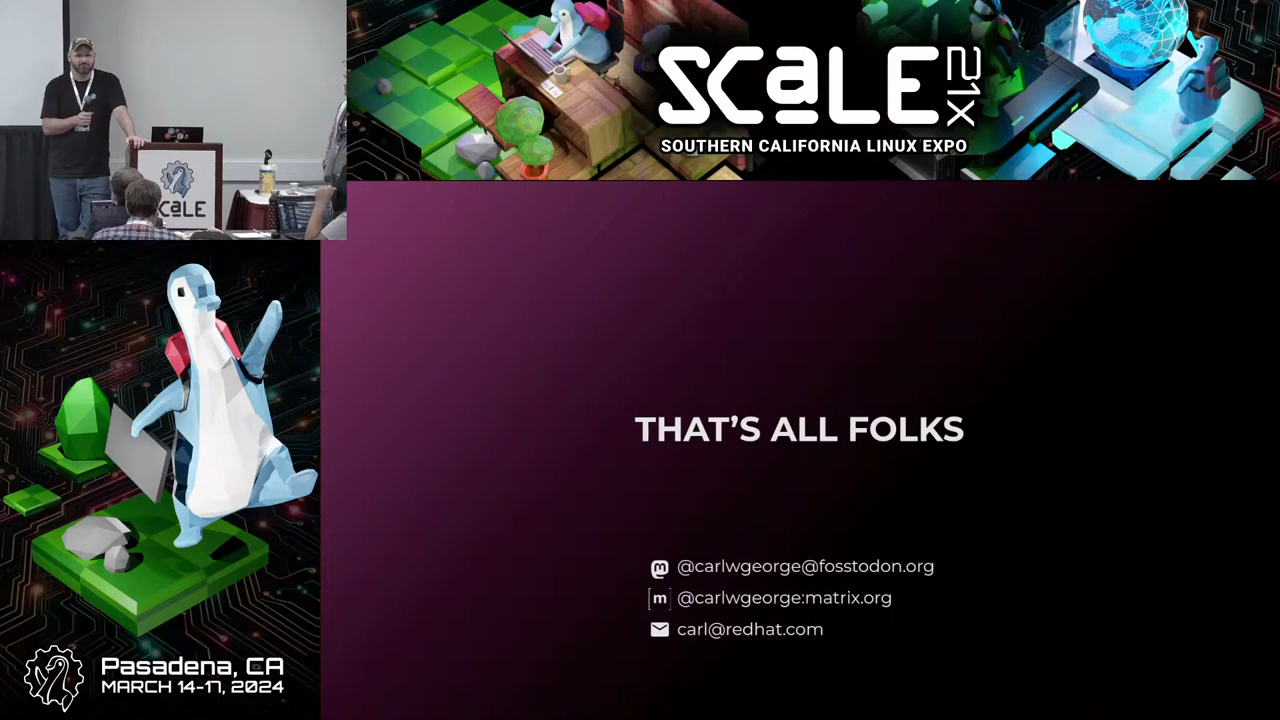 SCALE 21X
SOUTHERN CALIFORNIA LINUX EXPO
SCALE
THAT'S ALL FOLKS
@carlwgeorge@fosstodon.org
[m] @carlwgeorge:matrix.org
carl@redhat.com
Pasadena, CA
MARCH 14-17, 2024